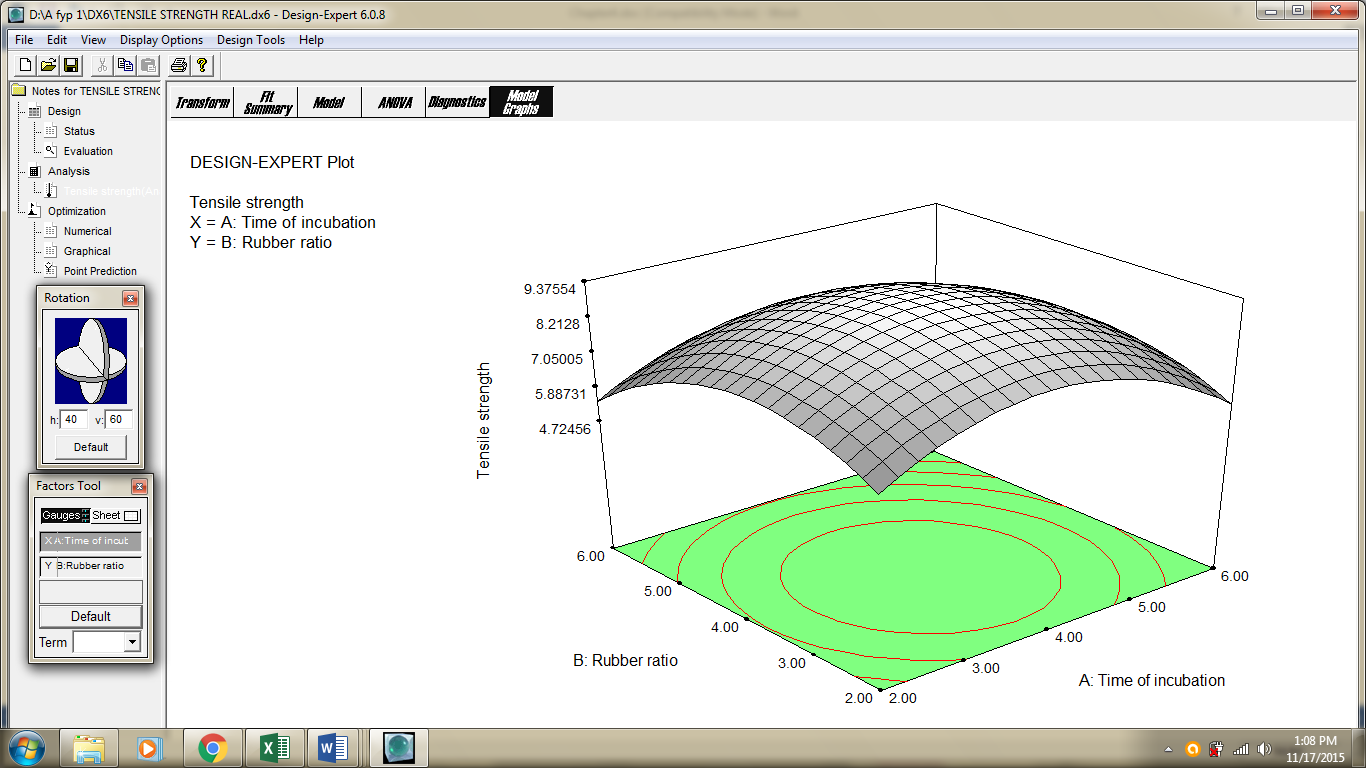 D:\A fyp 1\DX6\TENSILE STRENGTH REAL.dx6 - Design-Expert 6.0.8
File Edit View Display Options Design Tools Help
Notes for TENSILE STRENG
Design
Status
Evaluation
Analysis
Tensile strength(An
Optimization
Numerical
Graphical
Point Prediction
Rotation
h: 40 v: 60
Default
Factors Tool
Gauges Sheet
X A:Time of incut
Y B:Rubber ratio
Default
Term
Transform
Fit
Summary
Model
ANOVA
Diagnostics
Model
Graphs
DESIGN-EXPERT Plot
Tensile strength
X = A: Time of incubation
Y = B: Rubber ratio
9.37554
8.2128
7.05005
5.88731
4.72456
Tensile strength
6.00
5.00
4.00
3.00
2.00
B: Rubber ratio
2.00
3.00
4.00
5.00
6.00
A: Time of incubation
1:08 PM
11/17/2015